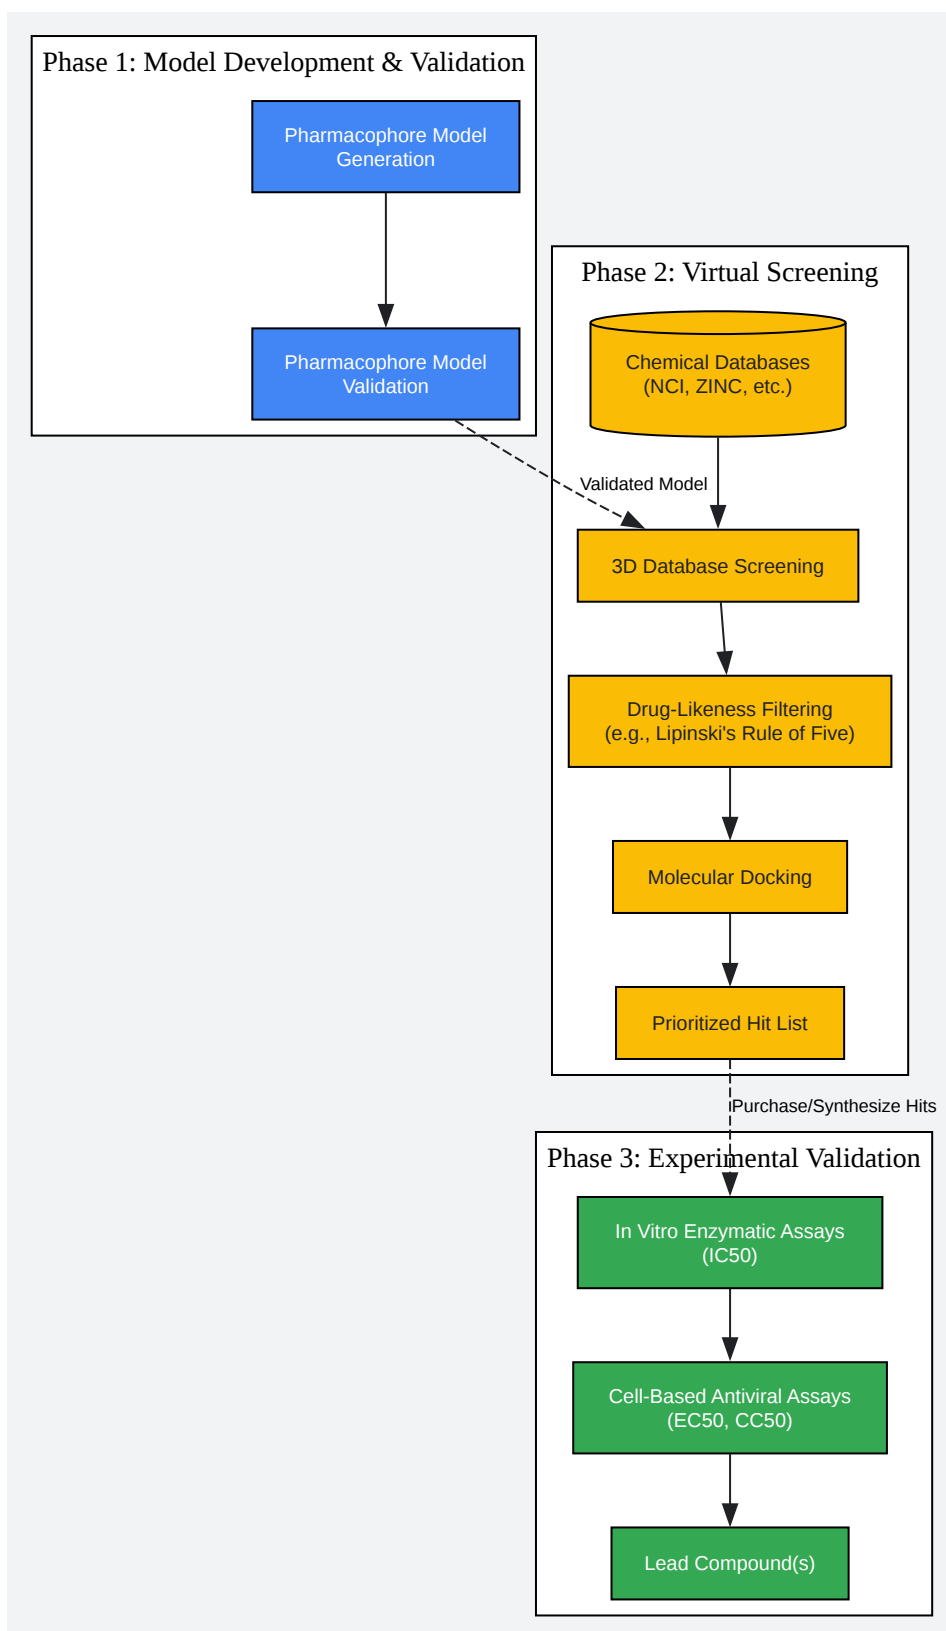 Phase 1: Model Development & Validation
Pharmacophore Model
Generation
Pharmacophore Model
Validation
Phase 2: Virtual Screening
Chemical Databases
(NCI, ZINC, etc.)
Validated Model
3D Database Screening
Drug-Likeness Filtering
(e.g., Lipinski's Rule of Five)
Molecular Docking
Prioritized Hit List
Purchase/Synthesize Hits
Phase 3: Experimental Validation
In Vitro Enzymatic Assays
(IC50)
Cell-Based Antiviral Assays
(EC50, CC50)
Lead Compound(s)